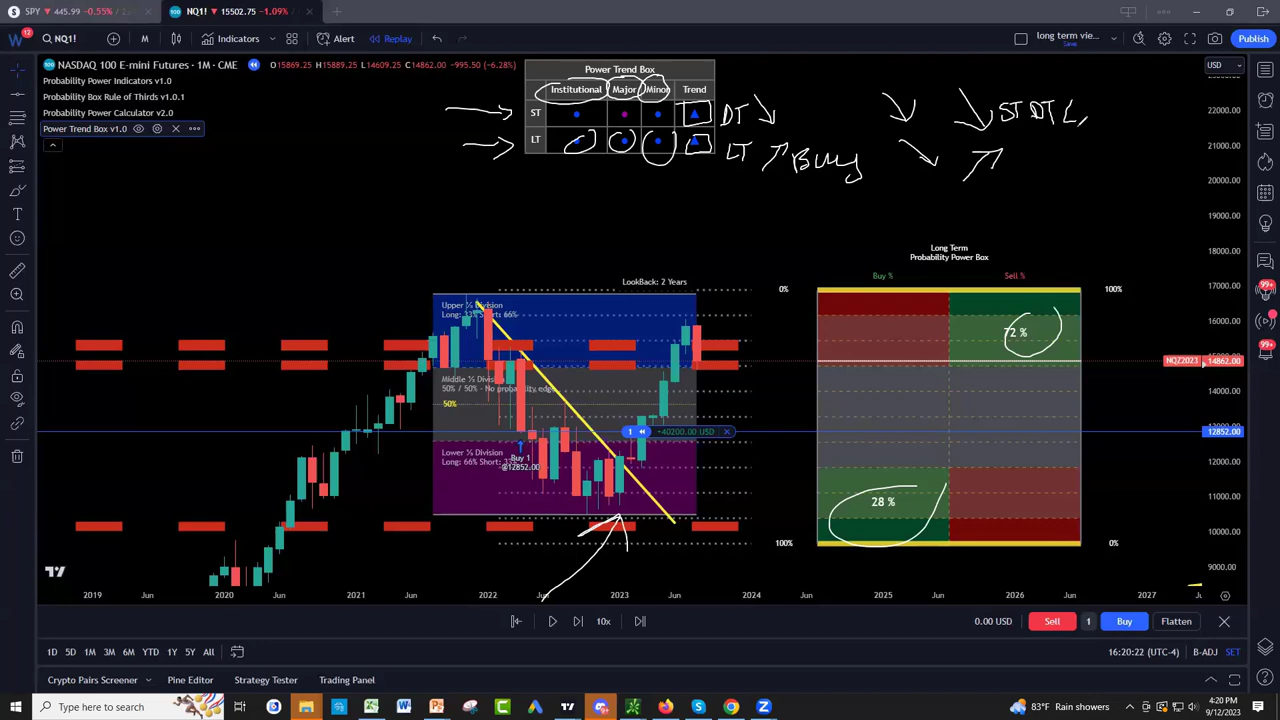 SPY 445.99 -0.55%
NQ1! 15502.75 -1.09%
NQ1! M Indicators Alert Replay long term vie... Save Publish
NASDAQ 100 E-mini Futures · 1M · CME O15869.25 H15889.25 L14609.25 C14862.00 -995.50 (-6.28%)
Probability Power Indicators v1.0
Probability Box Rule of Thirds v1.0.1
Probability Power Calculator v2.0
Power Trend Box v1.0
Power Trend Box
Institutional Major Minor Trend
ST
LT
DT
ST DT
LT Buy
USD
22000.00
21000.00
20000.00
19000.00
18000.00
17000.00
16000.00
14000.00
12000.00
11000.00
10000.00
9000.00
NQZ2023 14862.00
12852.00
Long Term
Probability Power Box
Buy % Sell %
0% 100%
72 %
28 %
100% 0%
LookBack: 2 Years
Upper ⅓ Division
Long: 33% Short: 66%
Middle ⅓ Division
50% / 50% - No probability edge
50%
1 +40200.00 USD
Lower ⅓ Division
Long: 66% Short: 33%
Buy 1
@12852.00
2019 Jun 2020 Jun 2021 Jun 2022 Jun 2023 Jun 2024 Jun 2025 Jun 2026 Jun 2027
10x 0.00 USD Sell 1 Buy Flatten
1D 5D 1M 3M 6M YTD 1Y 5Y All 16:20:22 (UTC-4) B-ADJ SET
Crypto Pairs Screener Pine Editor Strategy Tester Trading Panel
Type here to search 83°F Rain showers 4:20 PM
9/12/2023